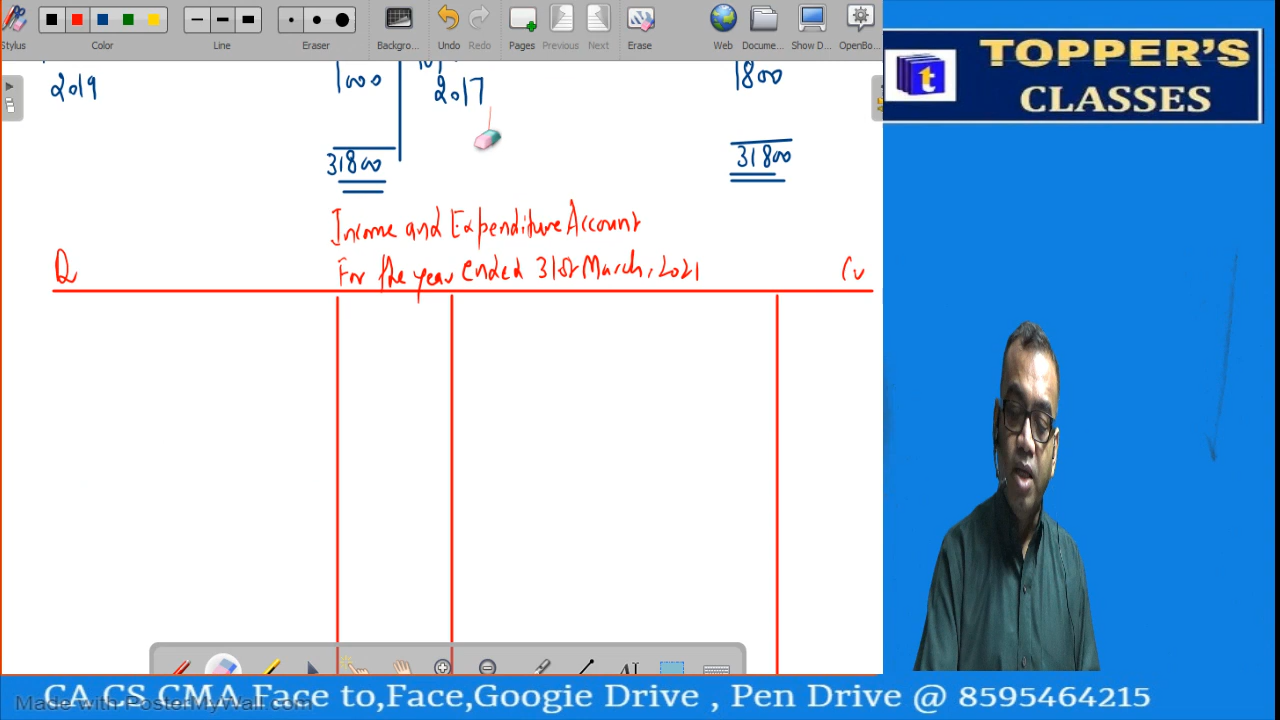 Stylus
Color
Line
Eraser
Backgro...
Undo
Redo
Pages
Previous
Next
Erase
Web
Docume...
Show D...
OpenBo...
TOPPER'S
CLASSES
2019 1000 2017 1800
31800 31800
Income and Expenditure Account
For the year ended 31st March, 2021
Dr Cr
CA,CS,CMA Face to,Face,Googie Drive , Pen Drive @ 8595464215
Made with PosterMyWall.com